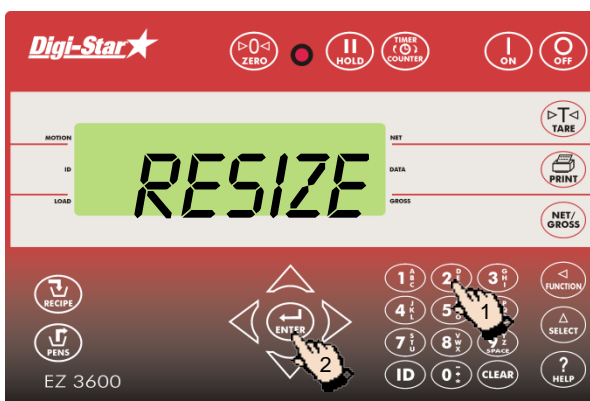 Digi-Star
▷0◁
ZERO
HOLD
TIMER
COUNTER
ON
OFF
▷T◁
TARE
MOTION
NET
ID
RESIZE
DATA
PRINT
LOAD
GROSS
NET/
GROSS
RECIPE
1 A B C
2 D
3 G H I
FUNCTION
ENTER
4 J K L
5
1
SELECT
PENS
2
7 S T U
8 V W X
9 Z
SPACE
EZ 3600
ID
0 - + *
CLEAR
?
HELP